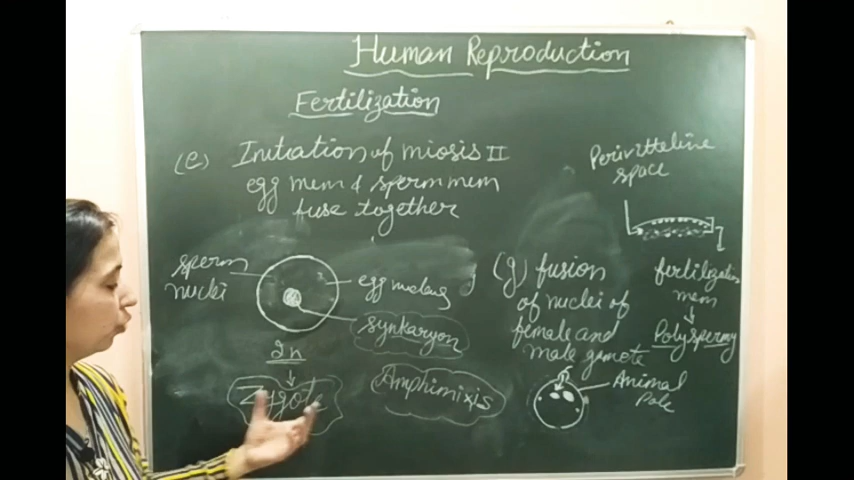 Human Reproduction
Fertilization
(e) Initiation of miosis II
egg mem & sperm mem
fuse together
Perivitteline
space
sperm
nuclei
egg nucleus
synkaryon
2n
Zygote
Amphimixis
(g) fusion
of nuclei of
female and
male gamete
fertilization
mem
Polyspermy
Animal
Pole